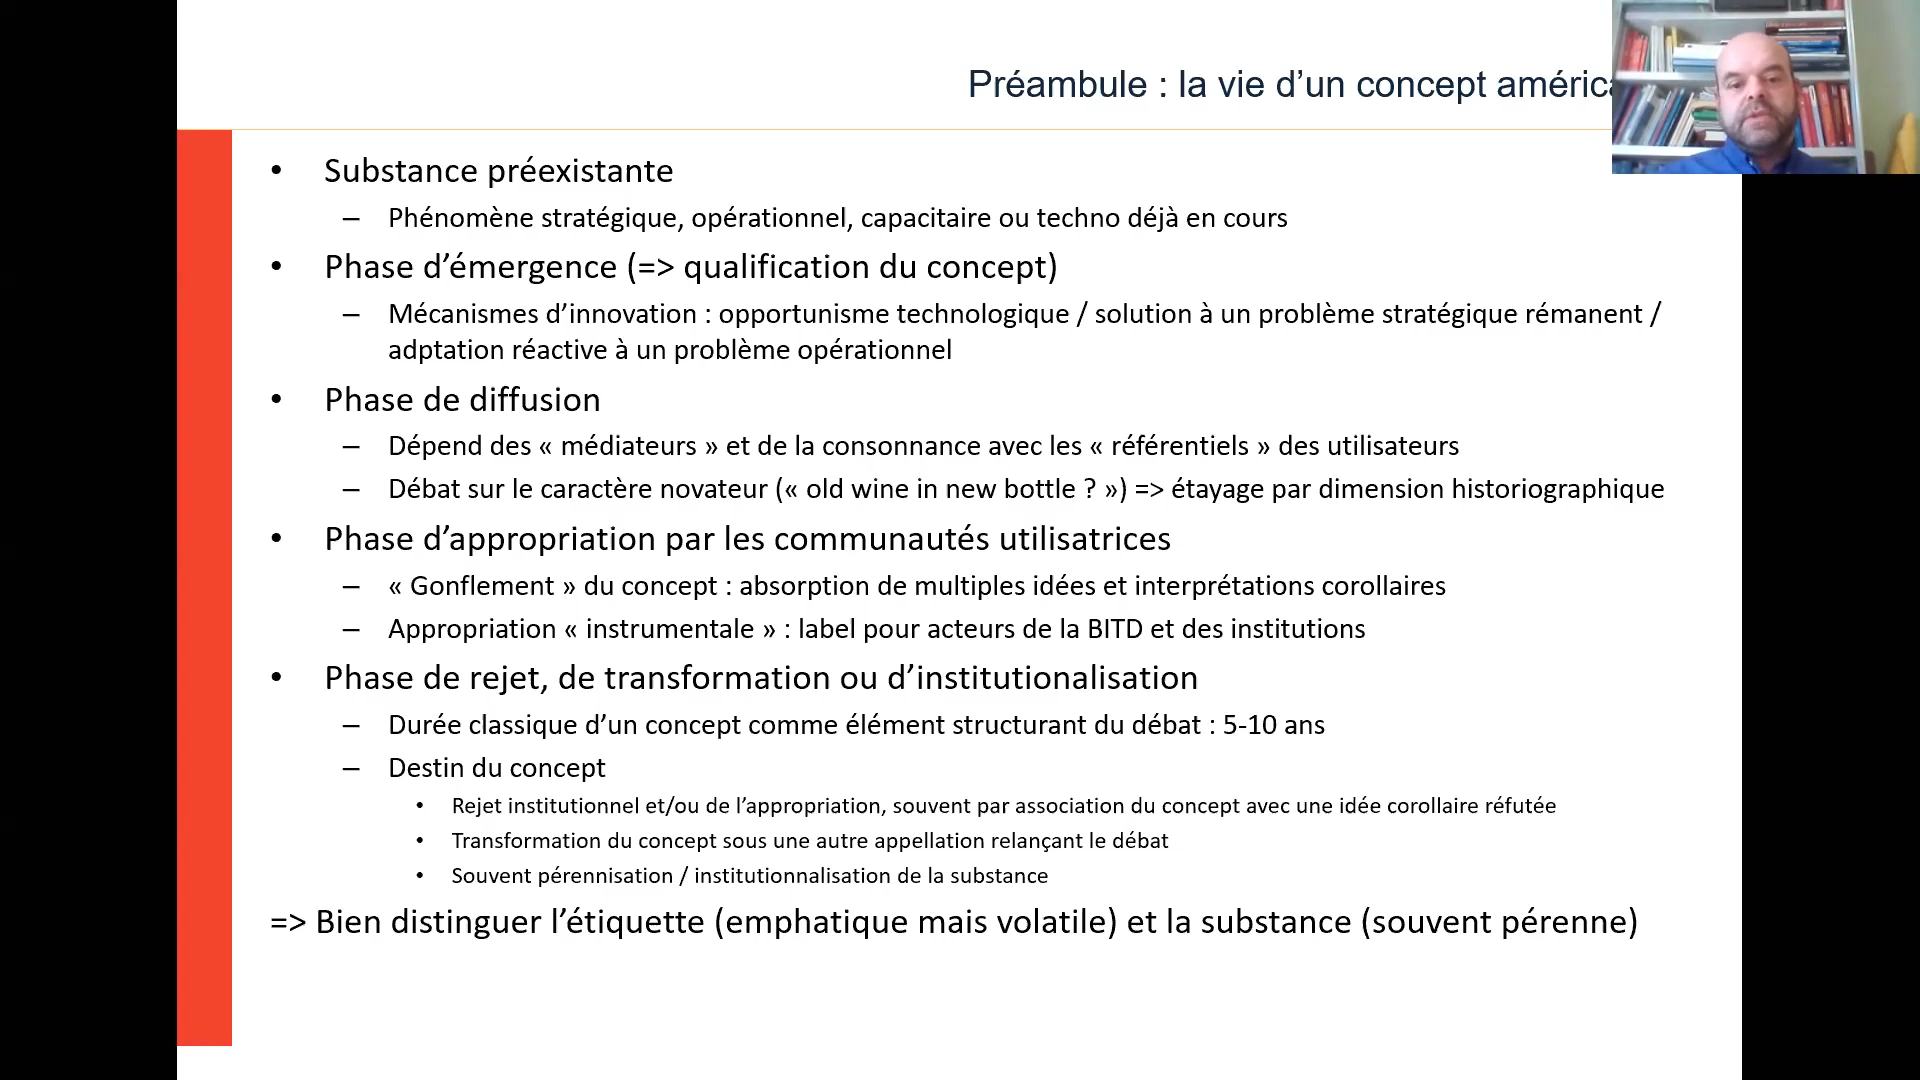 Préambule : la vie d’un concept améric
• Substance préexistante
– Phénomène stratégique, opérationnel, capacitaire ou techno déjà en cours
• Phase d’émergence (=> qualification du concept)
– Mécanismes d’innovation : opportunisme technologique / solution à un problème stratégique rémanent /
adptation réactive à un problème opérationnel
• Phase de diffusion
– Dépend des « médiateurs » et de la consonnance avec les « référentiels » des utilisateurs
– Débat sur le caractère novateur (« old wine in new bottle ? ») => étayage par dimension historiographique
• Phase d’appropriation par les communautés utilisatrices
– « Gonflement » du concept : absorption de multiples idées et interprétations corollaires
– Appropriation « instrumentale » : label pour acteurs de la BITD et des institutions
• Phase de rejet, de transformation ou d’institutionalisation
– Durée classique d’un concept comme élément structurant du débat : 5-10 ans
– Destin du concept
• Rejet institutionnel et/ou de l’appropriation, souvent par association du concept avec une idée corollaire réfutée
• Transformation du concept sous une autre appellation relançant le débat
• Souvent pérennisation / institutionnalisation de la substance
=> Bien distinguer l’étiquette (emphatique mais volatile) et la substance (souvent pérenne)